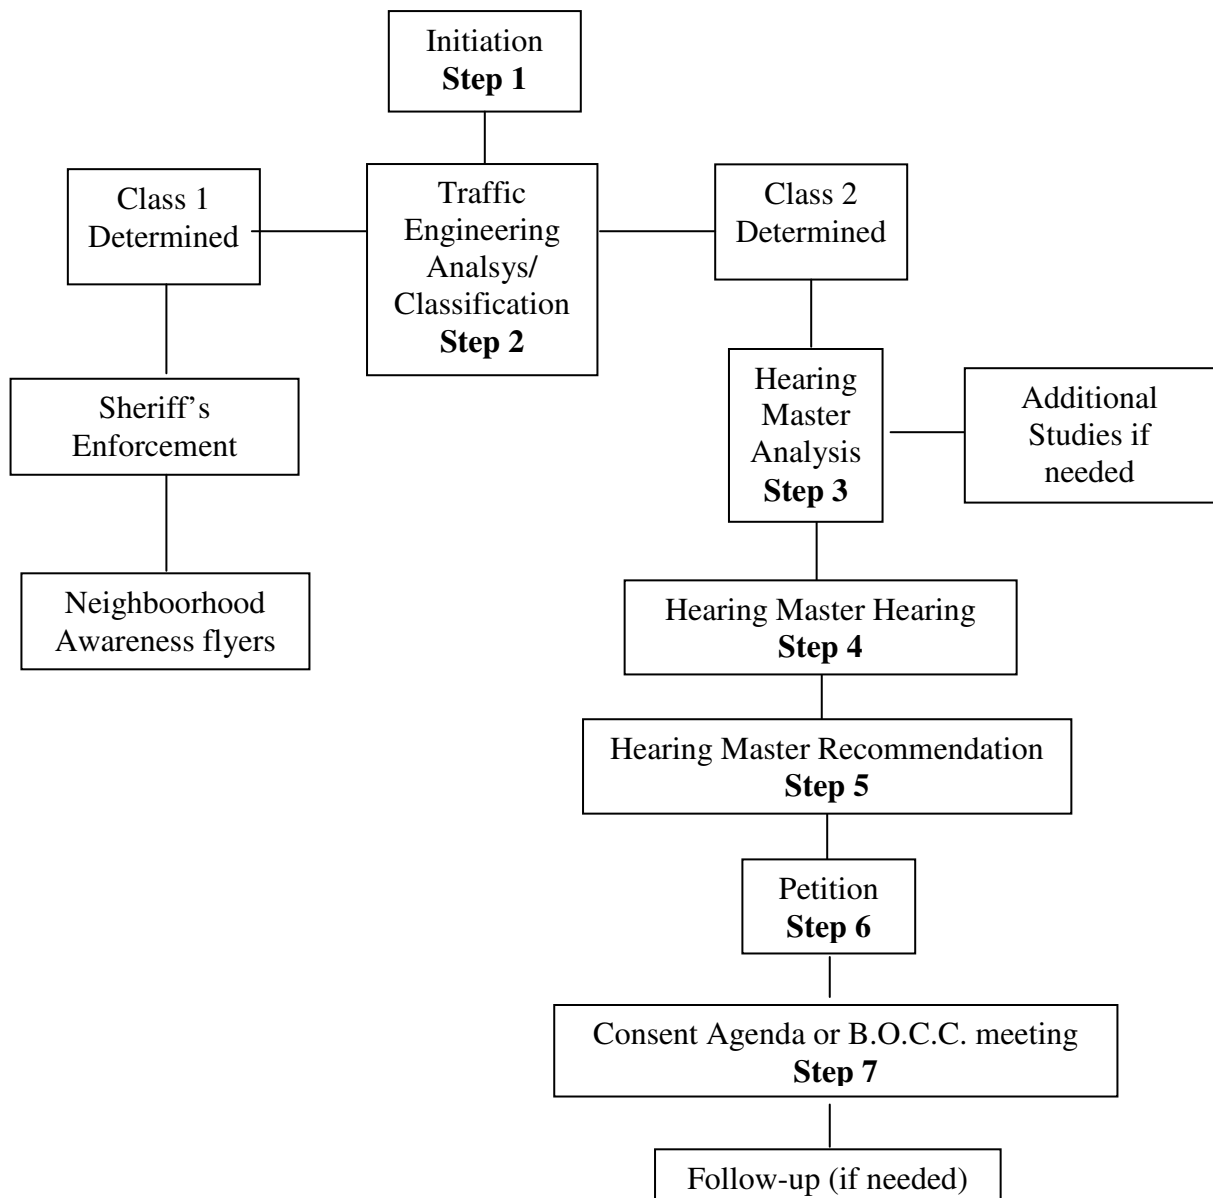 Initiation
Step 1
Class 1
Determined
Traffic
Engineering
Analsys/
Classification
Step 2
Class 2
Determined
Sheriff’s
Enforcement
Hearing
Master
Analysis
Step 3
Additional
Studies if
needed
Neighboorhood
Awareness flyers
Hearing Master Hearing
Step 4
Hearing Master Recommendation
Step 5
Petition
Step 6
Consent Agenda or B.O.C.C. meeting
Step 7
Follow-up (if needed)